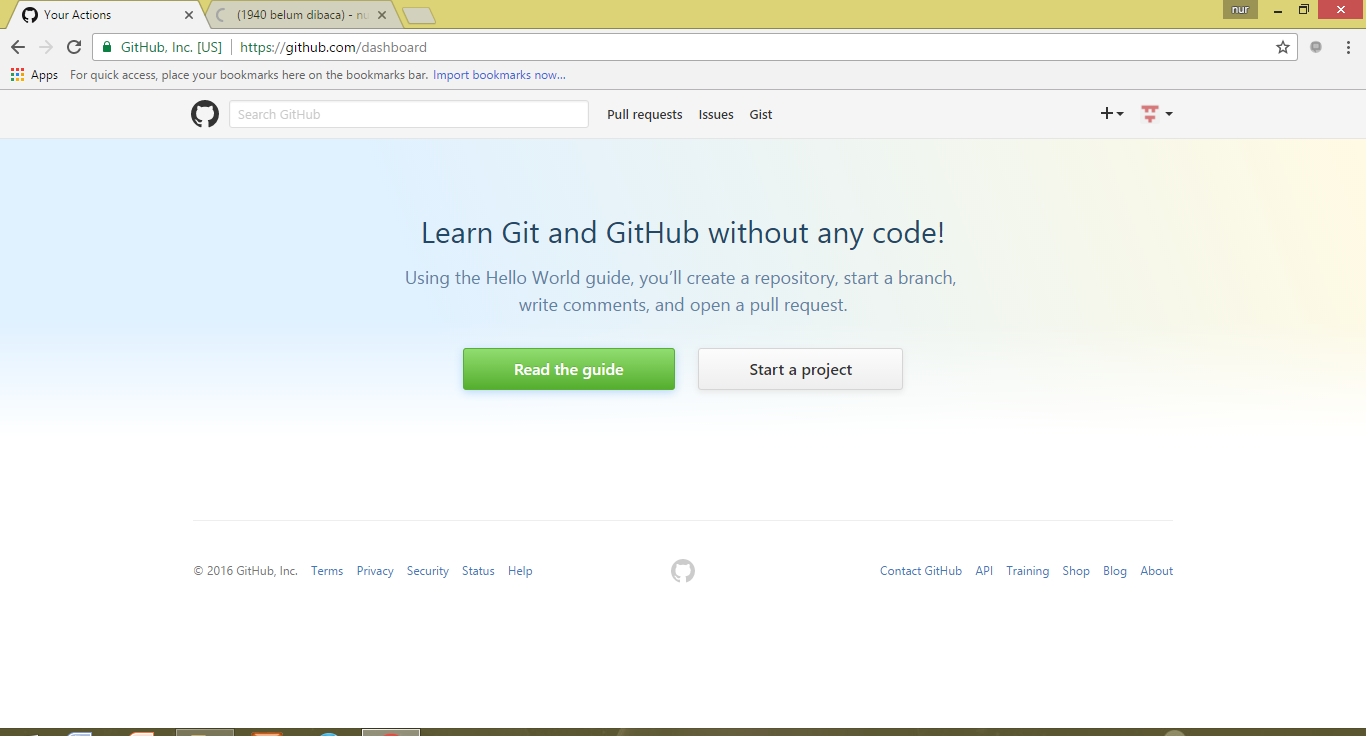 Your Actions
(1940 belum dibaca) - nu
nur
GitHub, Inc. [US] https://github.com/dashboard
Apps For quick access, place your bookmarks here on the bookmarks bar. Import bookmarks now...
Search GitHub Pull requests Issues Gist
Learn Git and GitHub without any code!
Using the Hello World guide, you’ll create a repository, start a branch,
write comments, and open a pull request.
Read the guide Start a project
© 2016 GitHub, Inc. Terms Privacy Security Status Help Contact GitHub API Training Shop Blog About